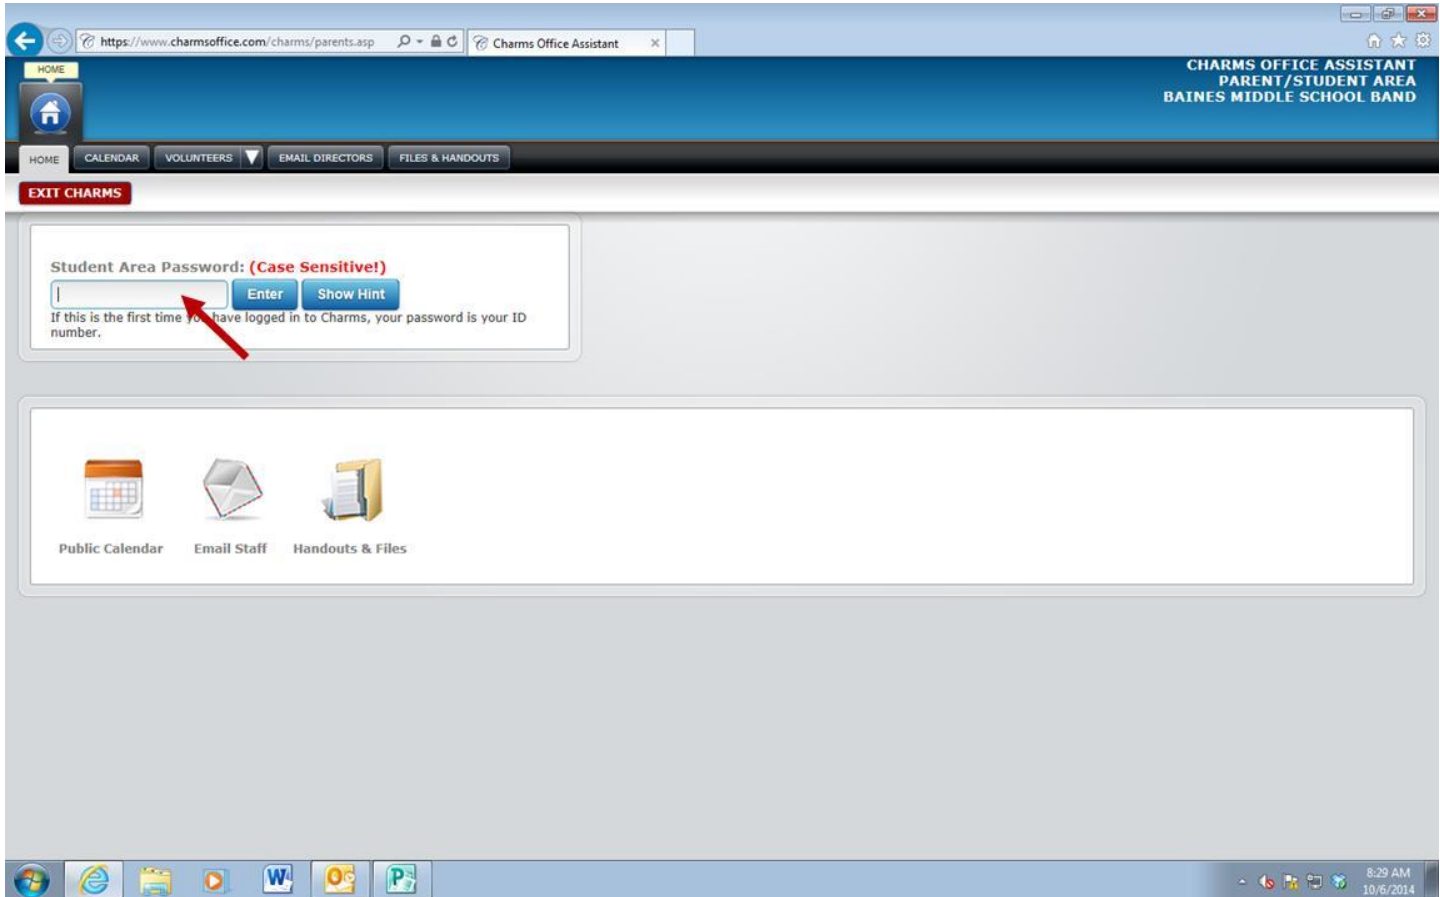 https://www.charmsoffice.com/charms/parents.asp
Charms Office Assistant
HOME
CHARMS OFFICE ASSISTANT
PARENT/STUDENT AREA
BAINES MIDDLE SCHOOL BAND
HOME CALENDAR VOLUNTEERS EMAIL DIRECTORS FILES & HANDOUTS
EXIT CHARMS
Student Area Password: (Case Sensitive!)
Enter Show Hint
If this is the first time you have logged in to Charms, your password is your ID
number.
Public Calendar Email Staff Handouts & Files
8:29 AM
10/6/2014